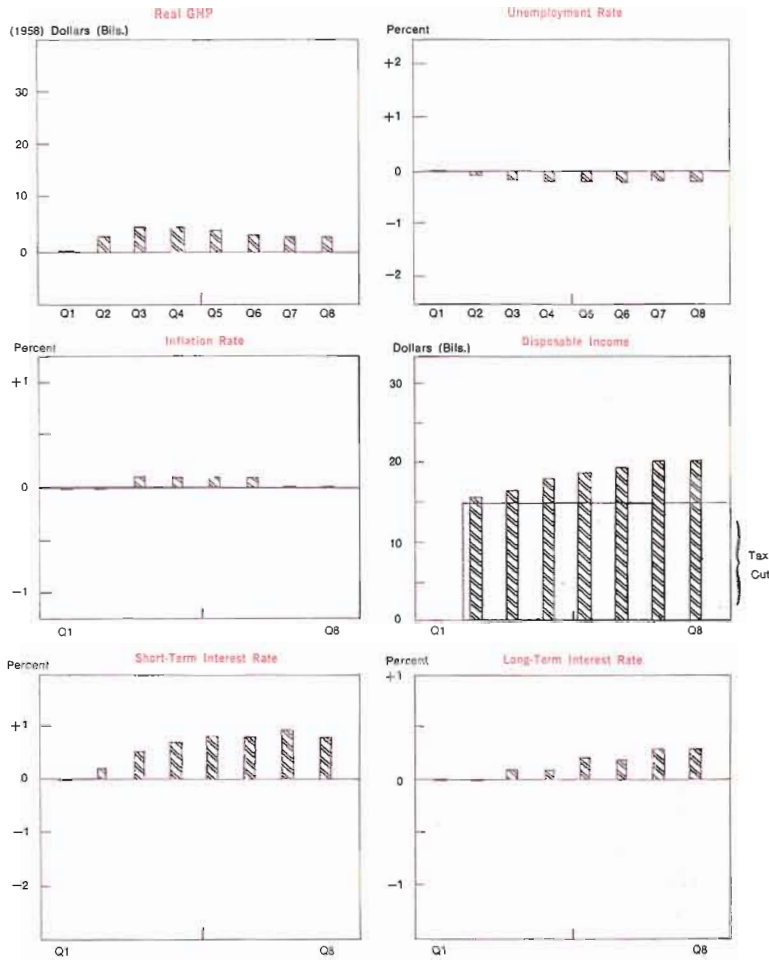 Real GNP
(1958) Dollars (Bils.)
30
20
10
0
Q1 Q2 Q3 Q4 Q5 Q6 Q7 Q8
Unemployment Rate
Percent
+2
+1
0
−1
−2
Q1 Q2 Q3 Q4 Q5 Q6 Q7 Q8
Inflation Rate
Percent
+1
0
−1
Q1 Q8
Disposable Income
Dollars (Bils.)
30
20
10
0
Tax
Cut
Q1 Q8
Short-Term Interest Rate
Percent
+1
0
−1
−2
Q1 Q8
Long-Term Interest Rate
Percent
+1
0
−1
Q1 Q8